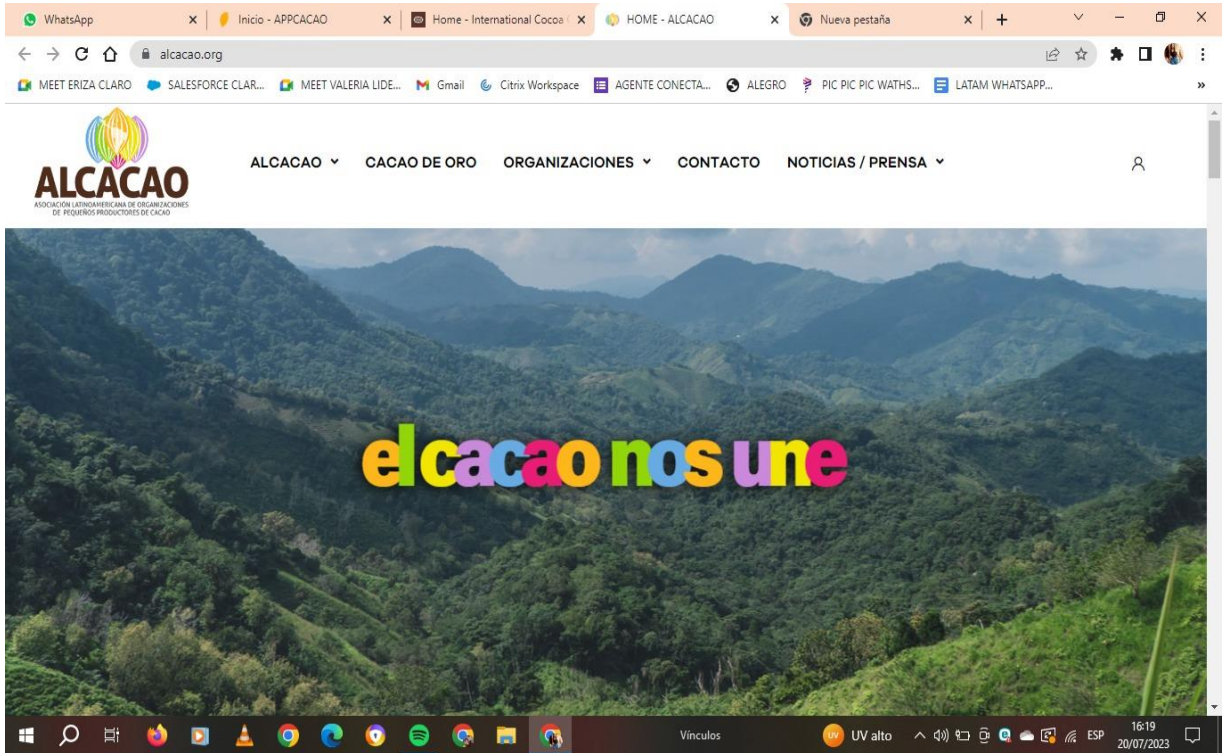 WhatsApp
Inicio - APPCACAO
Home - International Cocoa
HOME - ALCACAO
Nueva pestaña
alcacao.org
MEET ERIZA CLARO
SALESFORCE CLAR...
MEET VALERIA LIDE...
Gmail
Citrix Workspace
AGENTE CONECTA...
ALEGRO
PIC PIC PIC WATHS...
LATAM WHATSAPP...
»
ALCACAO
ASOCIACIÓN LATINOAMERICANA DE ORGANIZACIONES
DE PEQUEÑOS PRODUCTORES DE CACAO
ALCACAO
CACAO DE ORO
ORGANIZACIONES
CONTACTO
NOTICIAS / PRENSA
el cacao nos une
Vínculos
UV
UV alto
ESP
16:19
20/07/2023